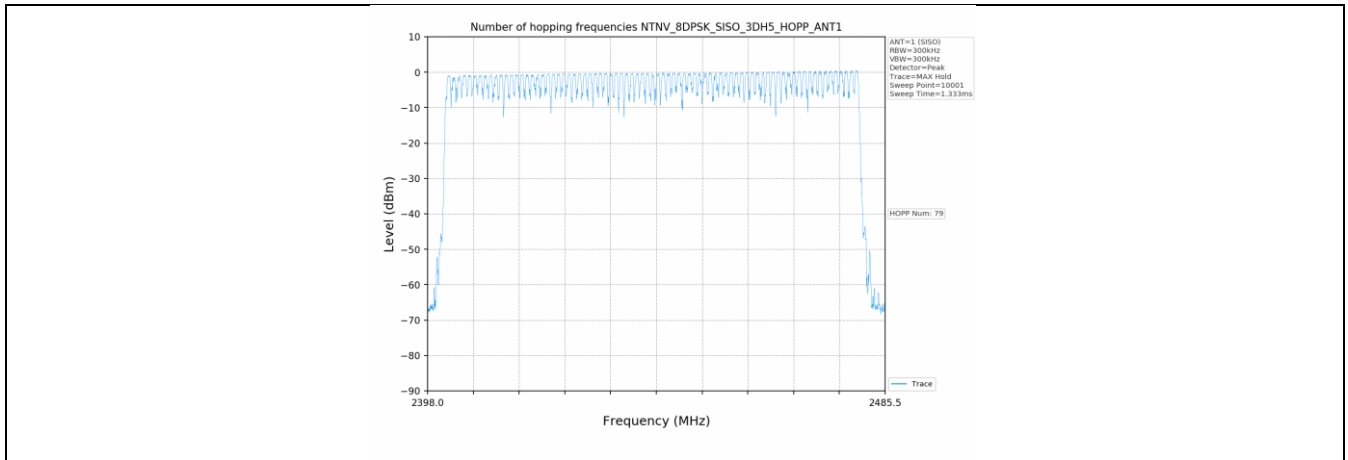 Number of hopping frequencies NTNV_8DPSK_SISO_3DH5_HOPP_ANT1
ANT=1 (SISO)
RBW=300kHz
VBW=300kHz
Detector=Peak
Trace=MAX Hold
Sweep Point=10001
Sweep Time=1.333ms
10
0
−10
−20
−30
−40
−50
−60
−70
−80
−90
Level (dBm)
HOPP Num: 79
Trace
2398.0
2485.5
Frequency (MHz)